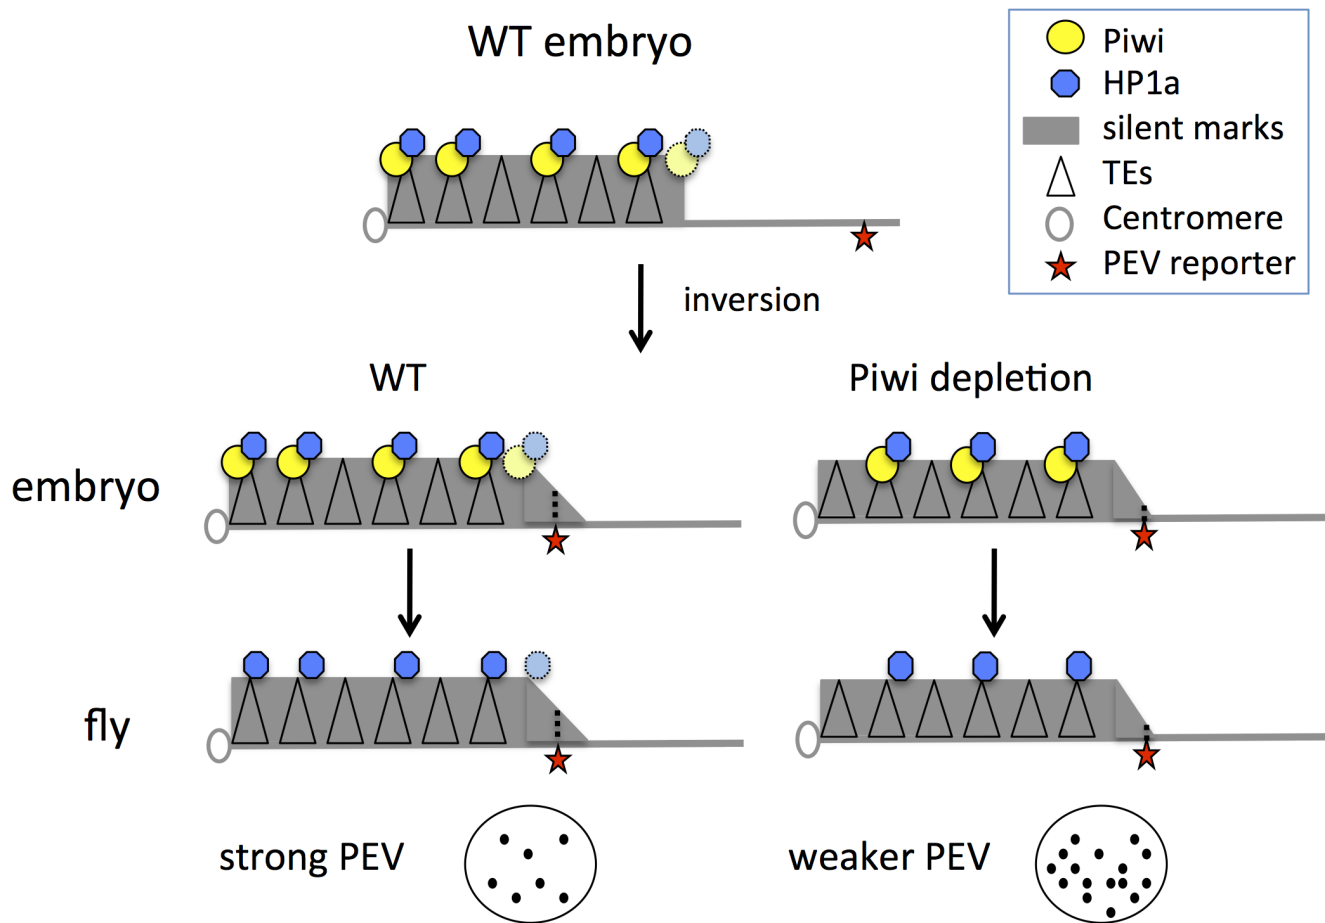 WT embryo
Piwi
HP1a
silent marks
TEs
Centromere
PEV reporter
inversion
WT
Piwi depletion
embryo
fly
strong PEV
weaker PEV